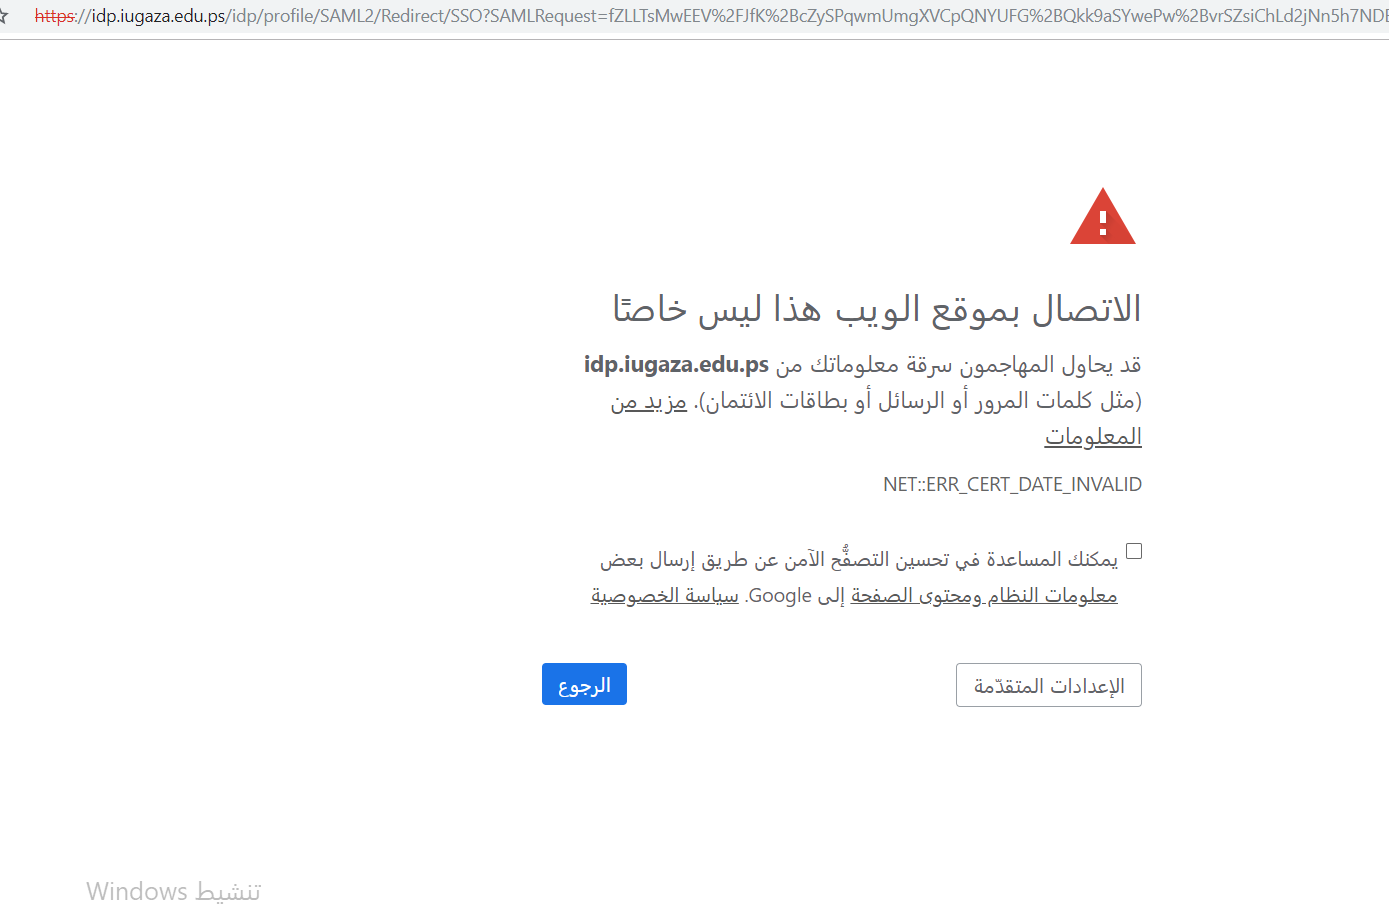 https://idp.iugaza.edu.ps/idp/profile/SAML2/Redirect/SSO?SAMLRequest=fZLLTsMwEEV%2FJfK%2BcZySPqwmUmgXVCpQNYUFG%2BQkk9aSYwePw%2BvrSZsiChLd2jNn5h7NDE
الاتصال بموقع الويب هذا ليس خاصًا
قد يحاول المهاجمون سرقة معلوماتك من idp.iugaza.edu.ps
(مثل كلمات المرور أو الرسائل أو بطاقات الائتمان). مزيد من
المعلومات
NET::ERR_CERT_DATE_INVALID
يمكنك المساعدة في تحسين التصفُّح الآمن عن طريق إرسال بعض
معلومات النظام ومحتوى الصفحة إلى Google. سياسة الخصوصية
الإعدادات المتقدّمة
الرجوع
تنشيط Windows